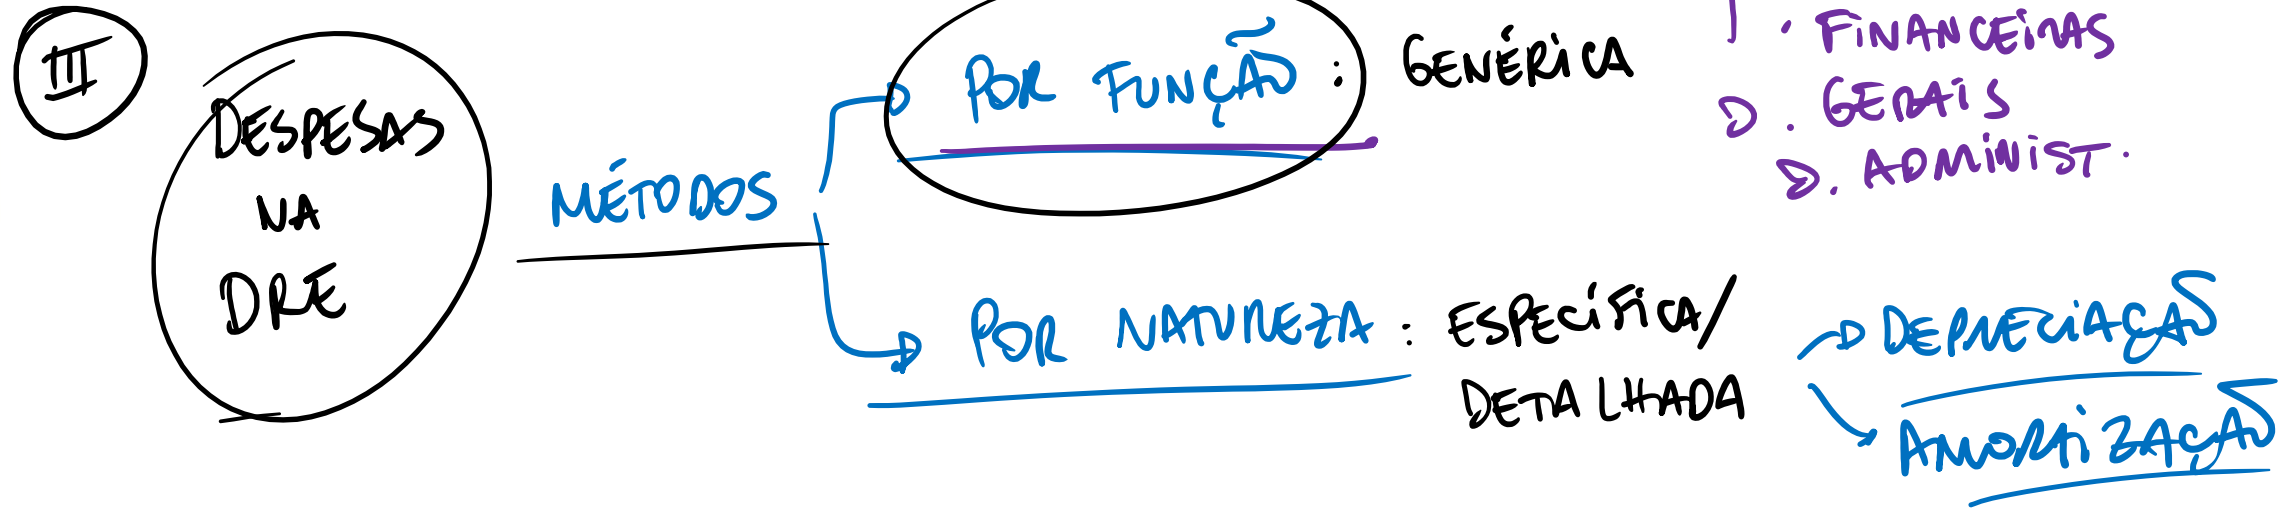 III
DESPESAS
NA
DRE
MÉTODOS
POR FUNÇÃO : GENÉRICA
. FINANCEIRAS
D. GERAIS
D. ADMINIST.
POR NATUREZA : ESPECÍFICA/
DETALHADA
DEPRECIAÇÃO
AMORTIZAÇÃO